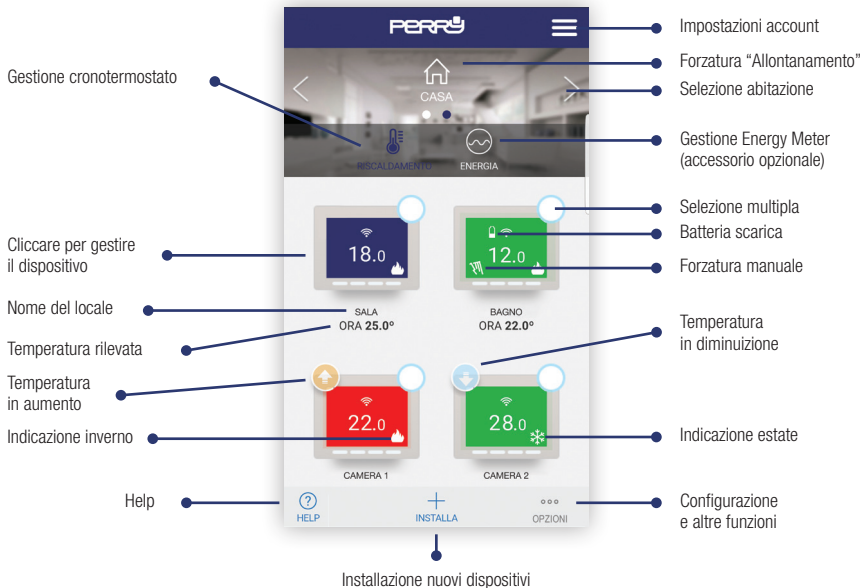 PERRY
Impostazioni account
Forzatura “Allontanamento”
Gestione cronotermostato
Selezione abitazione
CASA
Gestione Energy Meter
(accessorio opzionale)
RISCALDAMENTO
ENERGIA
Selezione multipla
Batteria scarica
Cliccare per gestire
il dispositivo
18.0
12.0
Forzatura manuale
Nome del locale
SALA
BAGNO
ORA 25.0°
ORA 22.0°
Temperatura
in diminuizione
Temperatura rilevata
Temperatura
in aumento
22.0
28.0
Indicazione inverno
Indicazione estate
CAMERA 1
CAMERA 2
Help
?
HELP
INSTALLA
OPZIONI
Configurazione
e altre funzioni
Installazione nuovi dispositivi